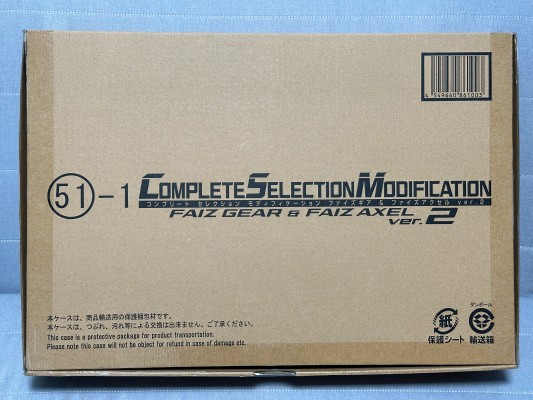 4 549660 861003
51-1 COMPLETE SELECTION MODIFICATION
コンプリート セレクション モディフィケーション ファイズギア & ファイズアクセル ver.2
FAIZ GEAR & FAIZ AXEL
ver.2
本ケースは、商品輸送用の保護梱包材です。
本ケースは、つぶれ、汚れ等による交換は出来ません。ご了承ください。
This case is a protective package for product transportation.
Please note this case will not be object for refund in case of damage etc.
紙
保護シート
ダンボール
輸送箱